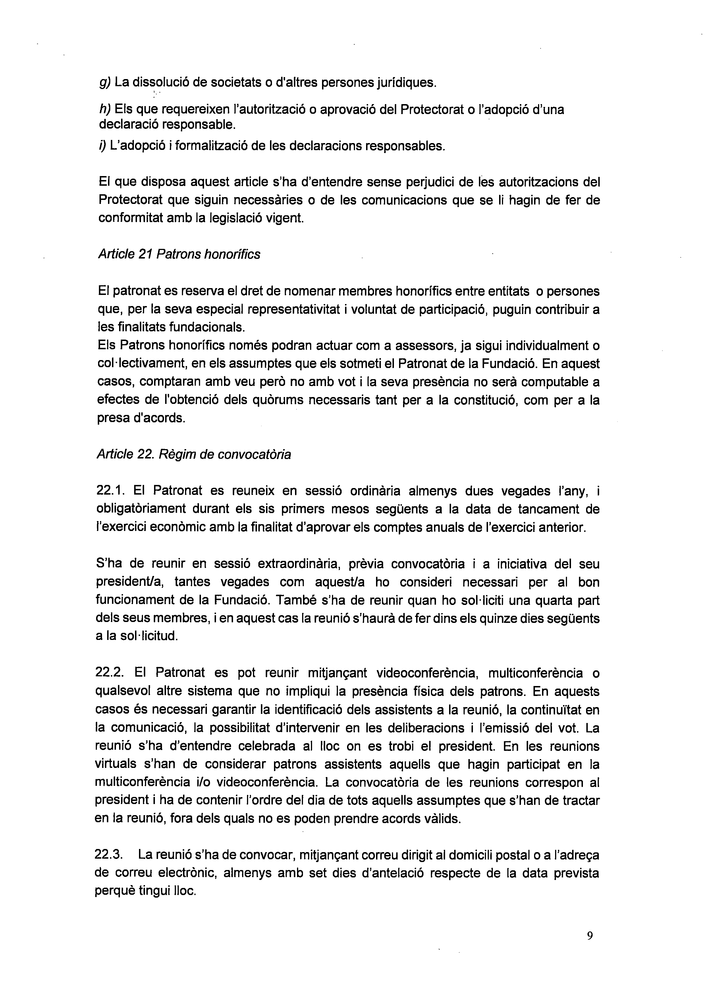 g) La dissolució de societats o d'altres persones jurídiques.
h) Els que requereixen l'autorització o aprovació del Protectorat o l'adopció d'una
declaració responsable.
i) L'adopció i formalització de les declaracions responsables.
El que disposa aquest article s'ha d'entendre sense perjudici de les autoritzacions del
Protectorat que siguin necessàries o de les comunicacions que se li hagin de fer de
conformitat amb la legislació vigent.
Article 21 Patrons honorífics
El patronat es reserva el dret de nomenar membres honorífics entre entitats o persones
que, per la seva especial representativitat i voluntat de participació, puguin contribuir a
les finalitats fundacionals.
Els Patrons honorífics només podran actuar com a assessors, ja sigui individualment o
col·lectivament, en els assumptes que els sotmeti el Patronat de la Fundació. En aquest
casos, comptaran amb veu però no amb vot i la seva presència no serà computable a
efectes de l'obtenció dels quòrums necessaris tant per a la constitució, com per a la
presa d'acords.
Article 22. Règim de convocatòria
22.1. El Patronat es reuneix en sessió ordinària almenys dues vegades l'any, i
obligatòriament durant els sis primers mesos següents a la data de tancament de
l'exercici econòmic amb la finalitat d'aprovar els comptes anuals de l'exercici anterior.
S'ha de reunir en sessió extraordinària, prèvia convocatòria i a iniciativa del seu
president/a, tantes vegades com aquest/a ho consideri necessari per al bon
funcionament de la Fundació. També s'ha de reunir quan ho sol·liciti una quarta part
dels seus membres, i en aquest cas la reunió s'haurà de fer dins els quinze dies següents
a la sol·licitud.
22.2. El Patronat es pot reunir mitjançant videoconferència, multiconferència o
qualsevol altre sistema que no impliqui la presència física dels patrons. En aquests
casos és necessari garantir la identificació dels assistents a la reunió, la continuïtat en
la comunicació, la possibilitat d'intervenir en les deliberacions i l'emissió del vot. La
reunió s'ha d'entendre celebrada al lloc on es trobi el president. En les reunions
virtuals s'han de considerar patrons assistents aquells que hagin participat en la
multiconferència i/o videoconferència. La convocatòria de les reunions correspon al
president i ha de contenir l'ordre del dia de tots aquells assumptes que s'han de tractar
en la reunió, fora dels quals no es poden prendre acords vàlids.
22.3. La reunió s'ha de convocar, mitjançant correu dirigit al domicili postal o a l'adreça
de correu electrònic, almenys amb set dies d'antelació respecte de la data prevista
perquè tingui lloc.
9